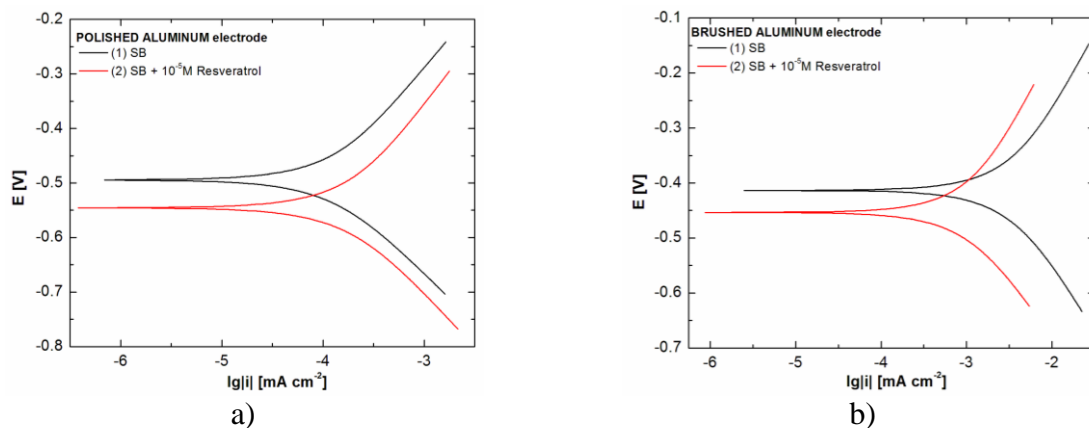 POLISHED ALUMINUM electrode
(1) SB
(2) SB + 10⁻⁵M Resveratrol
E [V]
-0.2
-0.3
-0.4
-0.5
-0.6
-0.7
-0.8
-6
-5
-4
-3
lg|i| [mA cm⁻²]
a)
BRUSHED ALUMINUM electrode
(1) SB
(2) SB + 10⁻⁵M Resveratrol
E [V]
-0.1
-0.2
-0.3
-0.4
-0.5
-0.6
-0.7
-6
-5
-4
-3
-2
lg|i| [mA cm⁻²]
b)